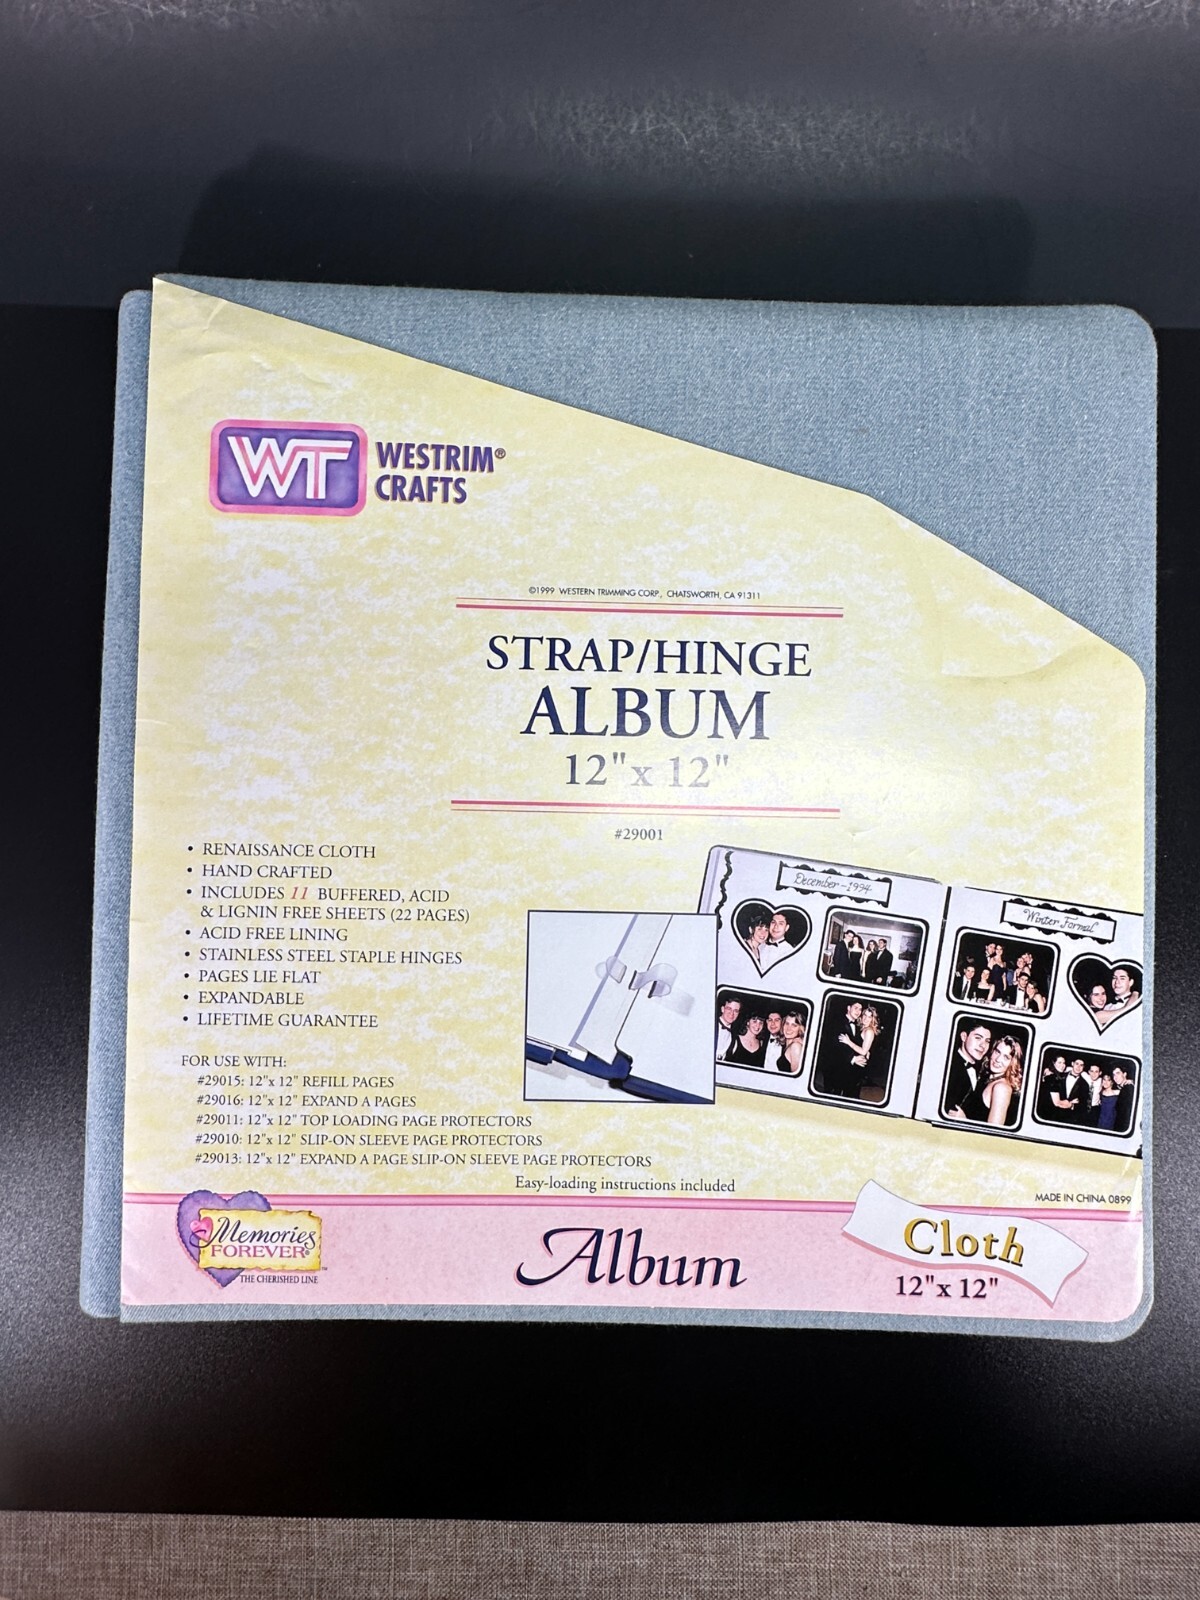 WT WESTRIM®
CRAFTS
©1999 WESTERN TRIMMING CORP., CHATSWORTH, CA 91311
STRAP/HINGE
ALBUM
12"x 12"
#29001
• RENAISSANCE CLOTH
• HAND CRAFTED
• INCLUDES 11 BUFFERED, ACID
& LIGNIN FREE SHEETS (22 PAGES)
• ACID FREE LINING
• STAINLESS STEEL STAPLE HINGES
• PAGES LIE FLAT
• EXPANDABLE
• LIFETIME GUARANTEE
December-1994
Winter Formal
FOR USE WITH:
#29015: 12"x 12" REFILL PAGES
#29016: 12"x 12" EXPAND A PAGES
#29011: 12"x 12" TOP LOADING PAGE PROTECTORS
#29010: 12"x 12" SLIP-ON SLEEVE PAGE PROTECTORS
#29013: 12"x 12" EXPAND A PAGE SLIP-ON SLEEVE PAGE PROTECTORS
Easy-loading instructions included
MADE IN CHINA 0899
Memories
FOREVER®
THE CHERISHED LINE™
Album
Cloth
12"x 12"